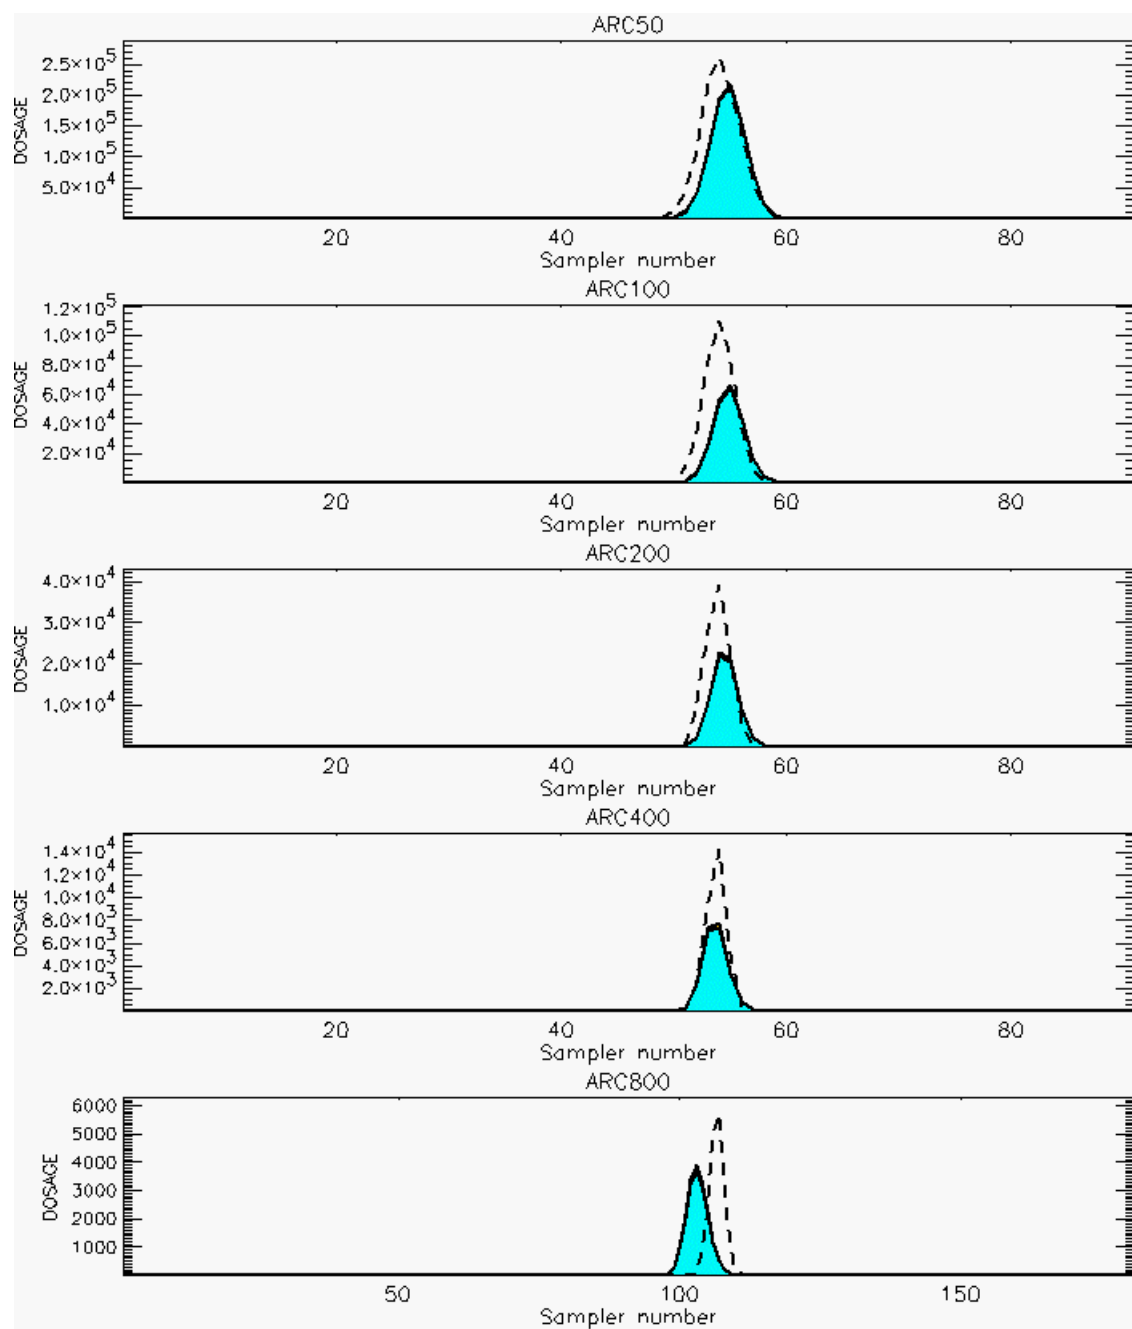 ARC50
DOSAGE
2.5×10⁵
2.0×10⁵
1.5×10⁵
1.0×10⁵
5.0×10⁴
20 40 60 80
Sampler number
ARC100
DOSAGE
1.2×10⁵
1.0×10⁵
8.0×10⁴
6.0×10⁴
4.0×10⁴
2.0×10⁴
20 40 60 80
Sampler number
ARC200
DOSAGE
4.0×10⁴
3.0×10⁴
2.0×10⁴
1.0×10⁴
20 40 60 80
Sampler number
ARC400
DOSAGE
1.4×10⁴
1.2×10⁴
1.0×10⁴
8.0×10³
6.0×10³
4.0×10³
2.0×10³
20 40 60 80
Sampler number
ARC800
DOSAGE
6000
5000
4000
3000
2000
1000
50 100 150
Sampler number